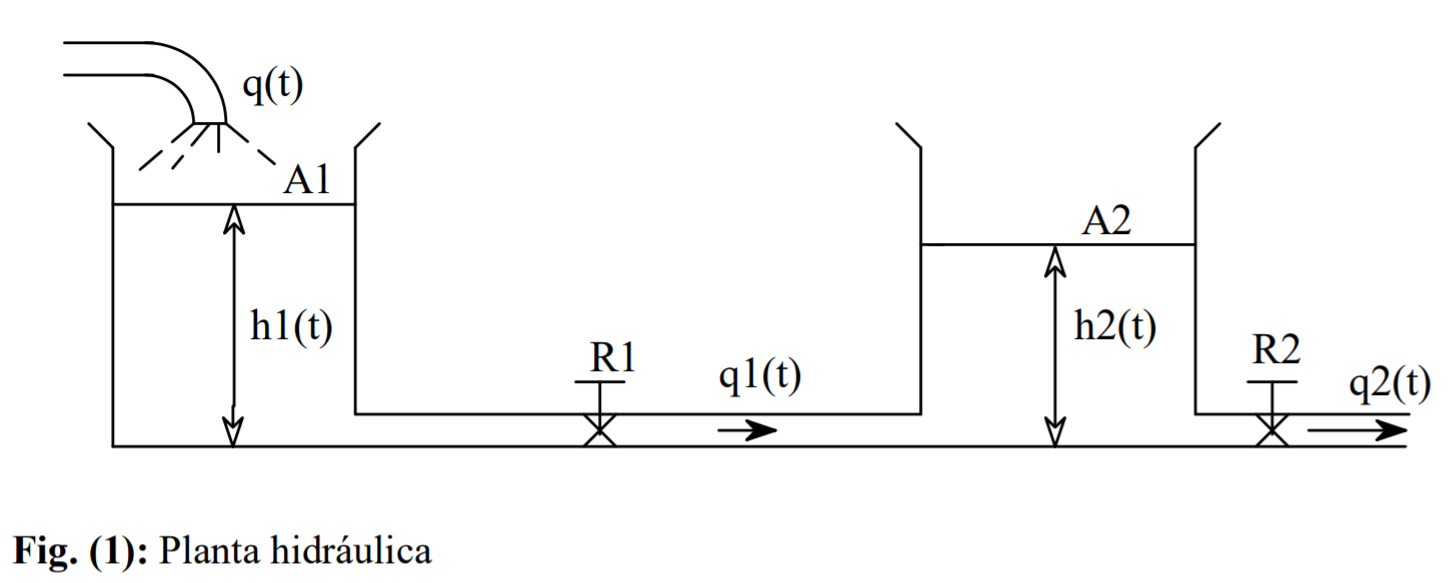 q(t)
A1
h1(t)
R1
q1(t)
A2
h2(t)
R2
q2(t)
Fig. (1): Planta hidráulica